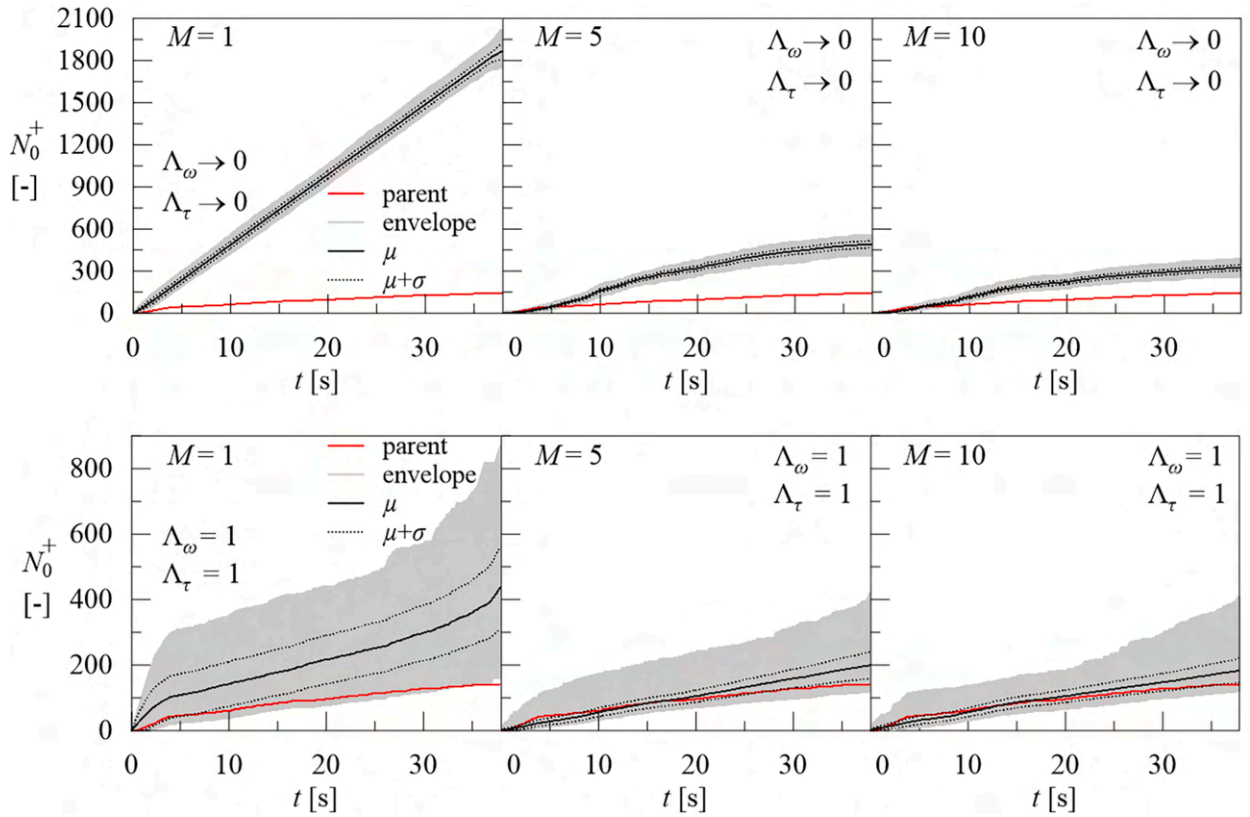 2100
1800
1500
1200
900
600
300
0
N₀⁺
[-]
M = 1
Λω → 0
Λτ → 0
parent
envelope
μ
μ+σ
M = 5
Λω → 0
Λτ → 0
M = 10
Λω → 0
Λτ → 0
0 10 20 30 0 10 20 30 0 10 20 30
t [s] t [s] t [s]
800
600
400
200
0
N₀⁺
[-]
M = 1
parent
envelope
μ
μ+σ
Λω = 1
Λτ = 1
M = 5
Λω = 1
Λτ = 1
M = 10
Λω = 1
Λτ = 1
0 10 20 30 0 10 20 30 0 10 20 30
t [s] t [s] t [s]